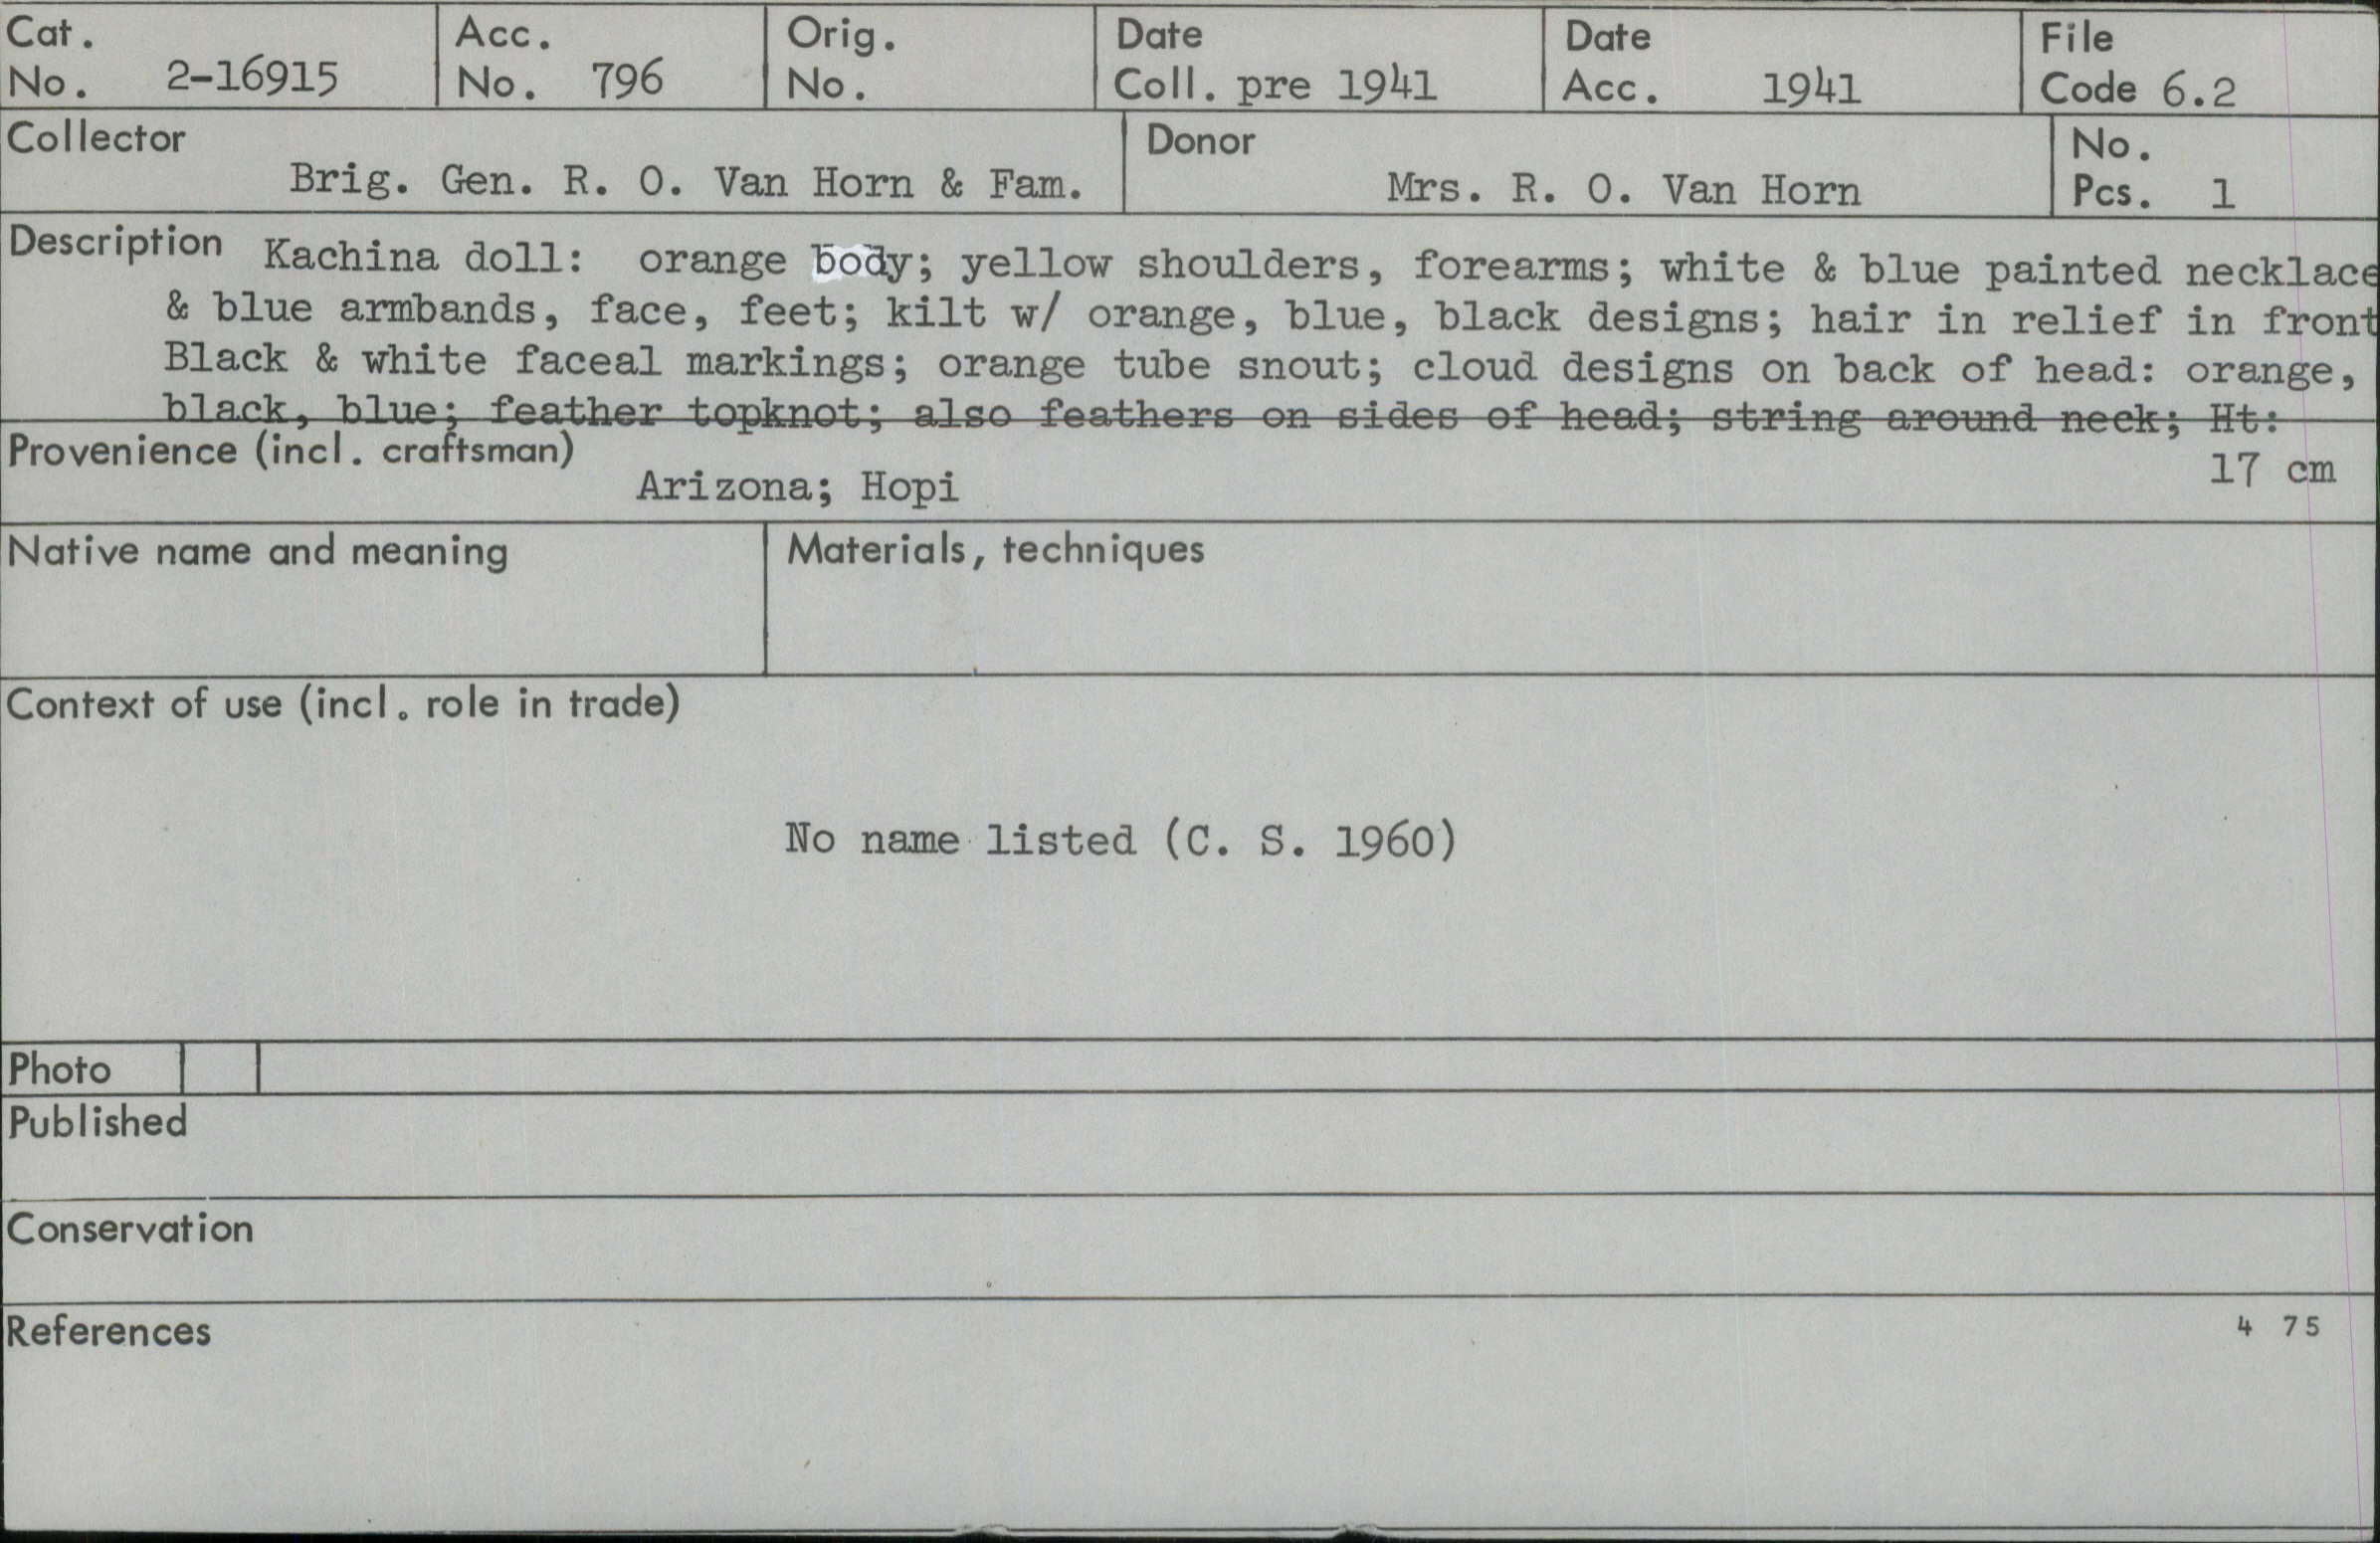 Cat. No. 2-16915
Acc. No. 796
Orig. No.
Date Coll. pre 1941
Date Acc. 1941
File Code 6.2
Collector
Brig. Gen. R. O. Van Horn & Fam.
Donor
Mrs. R. O. Van Horn
No. Pcs. 1
Description Kachina doll: orange body; yellow shoulders, forearms; white & blue painted necklace
& blue armbands, face, feet; kilt w/ orange, blue, black designs; hair in relief in front
Black & white faceal markings; orange tube snout; cloud designs on back of head: orange,
black, blue; feather topknot; also feathers on sides of head; string around neck; Ht:
17 cm
Provenience (incl. craftsman)
Arizona; Hopi
Native name and meaning
Materials, techniques
Context of use (incl. role in trade)
No name listed (C. S. 1960)
Photo
Published
Conservation
References
4 75